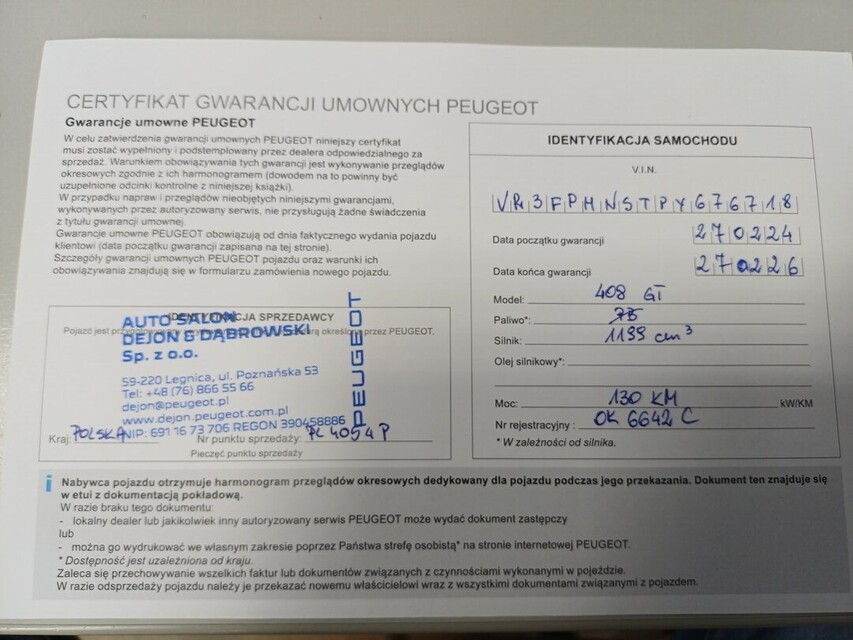 CERTYFIKAT GWARANCJI UMOWNYCH PEUGEOT
Gwarancje umowne PEUGEOT
W celu zatwierdzenia gwarancji umownych PEUGEOT niniejszy certyfikat
musi zostać wypełniony i podstemplowany przez dealera odpowiedzialnego za
sprzedaż. Warunkiem obowiązywania tych gwarancji jest wykonywanie przeglądów
okresowych zgodnie z ich harmonogramem (dowodem na to powinny być
uzupełnione odcinki kontrolne z niniejszej książki).
W przypadku napraw i przeglądów nieobjętych niniejszymi gwarancjami,
wykonywanych przez autoryzowany serwis, nie przysługują żadne świadczenia
z tytułu gwarancji umownej.
Gwarancje umowne PEUGEOT obowiązują od dnia faktycznego wydania pojazdu
klientowi (data początku gwarancji zapisana na tej stronie).
Szczegóły gwarancji umownych PEUGEOT pojazdu oraz warunki ich
obowiązywania znajdują się w formularzu zamówienia nowego pojazdu.
IDENTYFIKACJA SPRZEDAWCY
Pojazd jest przez PEUGEOT.
AUTO SALON
DEJON & DĄBROWSKI
Sp. z o.o.
59-220 Legnica, ul. Poznańska 53
Tel: +48 (76) 866 55 66
dejon@peugeot.pl
www.dejon.peugeot.com.pl
NIP: 691 16 73 706 REGON 390458886
PEUGEOT
Kraj: POLSKA Nr punktu sprzedaży: PL 4054 P
Pieczęć punktu sprzedaży
IDENTYFIKACJA SAMOCHODU
V.I.N.
VR3FPHNSTPY676718
Data początku gwarancji 270224
Data końca gwarancji 270226
Model: 408 GT
Paliwo*:
Silnik: 1199 cm3
Olej silnikowy*:
Moc: 130 KM kW/KM
Nr rejestracyjny: OK 6642 C
* W zależności od silnika.
i Nabywca pojazdu otrzymuje harmonogram przeglądów okresowych dedykowany dla pojazdu podczas jego przekazania. Dokument ten znajduje się
w etui z dokumentacją pokładową.
W razie braku tego dokumentu:
- lokalny dealer lub jakikolwiek inny autoryzowany serwis PEUGEOT może wydać dokument zastępczy
lub
- można go wydrukować we własnym zakresie poprzez Państwa strefę osobistą* na stronie internetowej PEUGEOT.
* Dostępność jest uzależniona od kraju.
Zaleca się przechowywanie wszelkich faktur lub dokumentów związanych z czynnościami wykonanymi w pojeździe.
W razie odsprzedaży pojazdu należy je przekazać nowemu właścicielowi wraz z wszystkimi dokumentami związanymi z pojazdem.